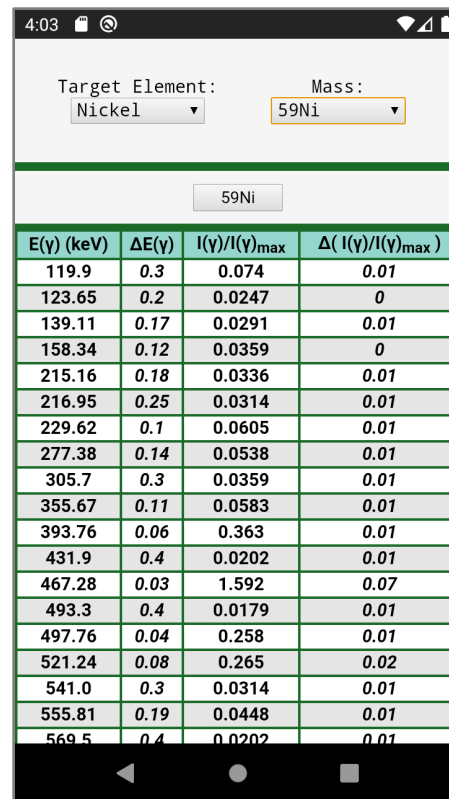 4:03
Target Element: Mass:
Nickel 59Ni
59Ni
E(γ) (keV) ΔE(γ) I(γ)/I(γ)max Δ( I(γ)/I(γ)max )
119.9 0.3 0.074 0.01
123.65 0.2 0.0247 0
139.11 0.17 0.0291 0.01
158.34 0.12 0.0359 0
215.16 0.18 0.0336 0.01
216.95 0.25 0.0314 0.01
229.62 0.1 0.0605 0.01
277.38 0.14 0.0538 0.01
305.7 0.3 0.0359 0.01
355.67 0.11 0.0583 0.01
393.76 0.06 0.363 0.01
431.9 0.4 0.0202 0.01
467.28 0.03 1.592 0.07
493.3 0.4 0.0179 0.01
497.76 0.04 0.258 0.01
521.24 0.08 0.265 0.02
541.0 0.3 0.0314 0.01
555.81 0.19 0.0448 0.01
569.5 0.4 0.0202 0.01